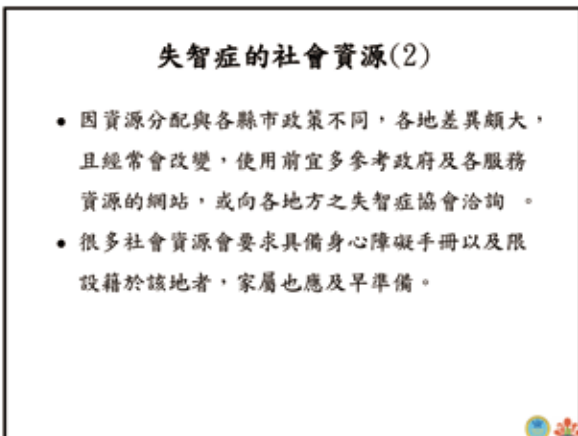 失智症的社會資源(2)
• 因資源分配與各縣市政策不同，各地差異頗大，
且經常會改變，使用前宜多參考政府及各服務
資源的網站，或向各地方之失智症協會洽詢 。
• 很多社會資源會要求具備身心障礙手冊以及限
設籍於該地者，家屬也應及早準備。